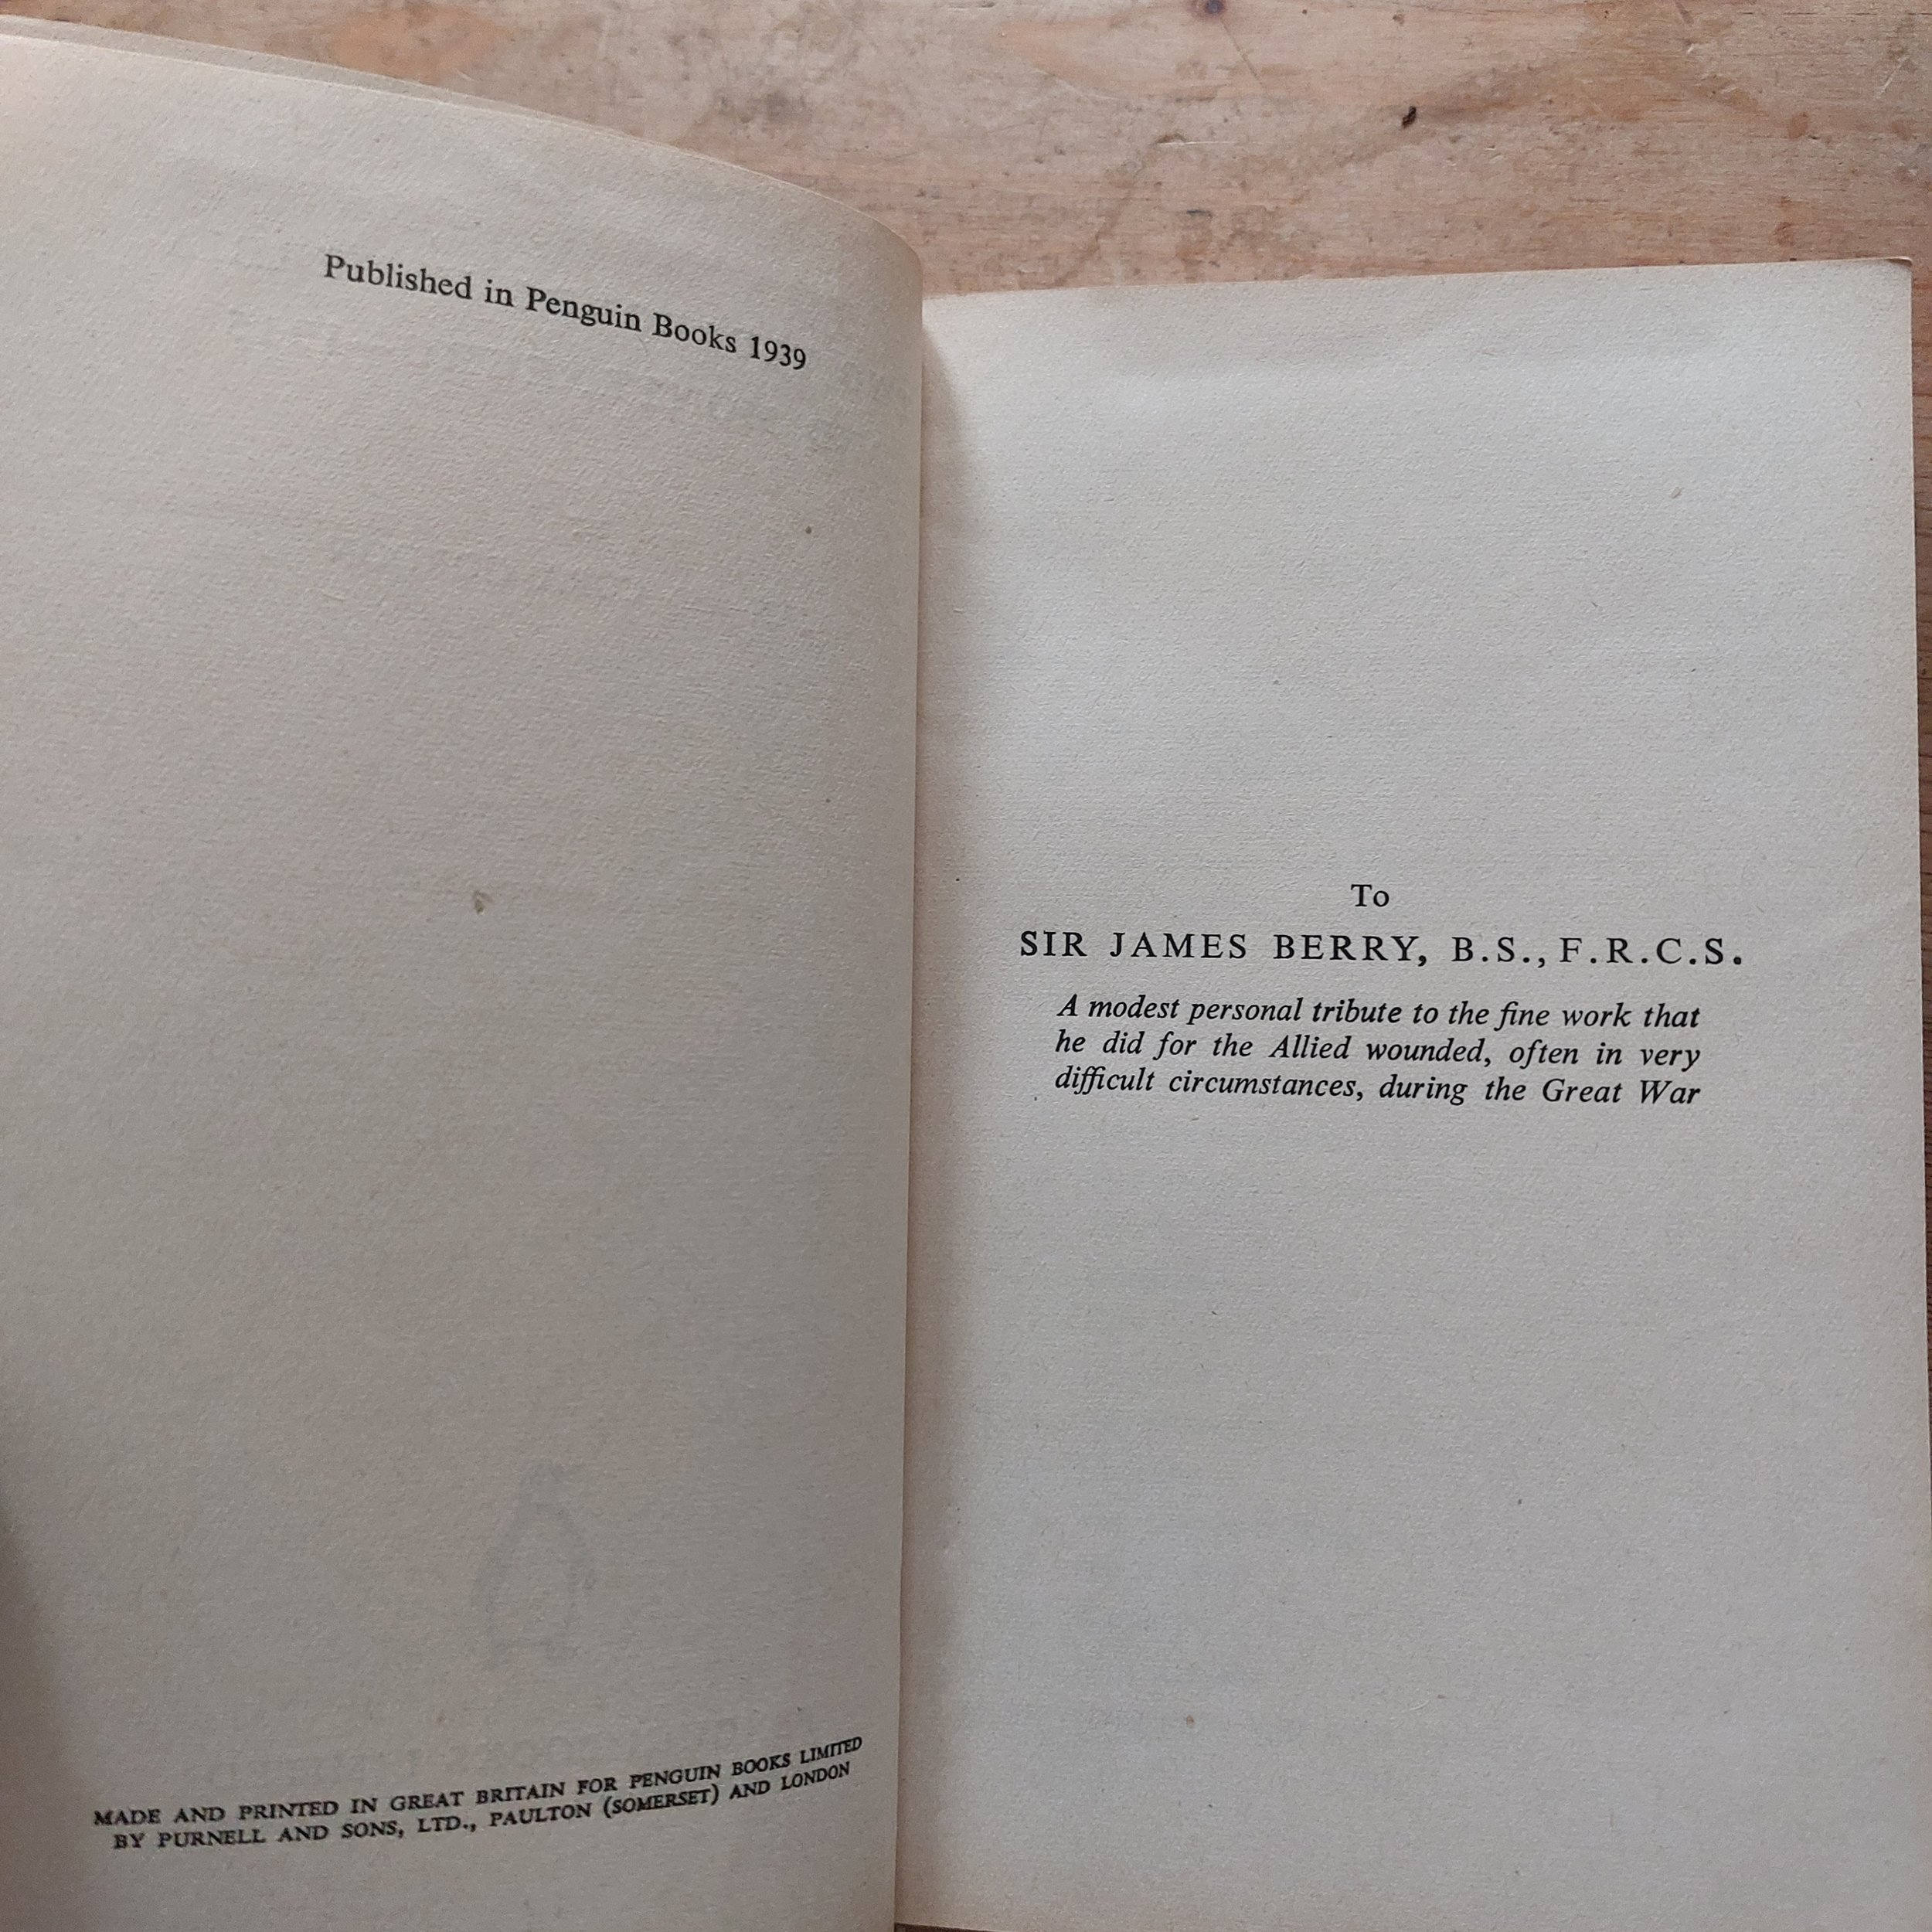 Published in Penguin Books 1939
MADE AND PRINTED IN GREAT BRITAIN FOR PENGUIN BOOKS LIMITED
BY PURNELL AND SONS, LTD., PAULTON (SOMERSET) AND LONDON
To
SIR JAMES BERRY, B.S., F.R.C.S.
A modest personal tribute to the fine work that
he did for the Allied wounded, often in very
difficult circumstances, during the Great War